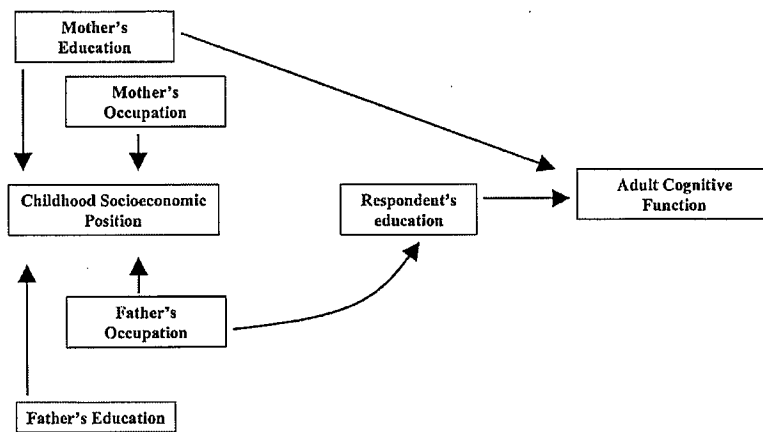 Mother's
Education
Mother's
Occupation
Childhood Socioeconomic
Position
Respondent's
education
Adult Cognitive
Function
Father's
Occupation
Father's Education